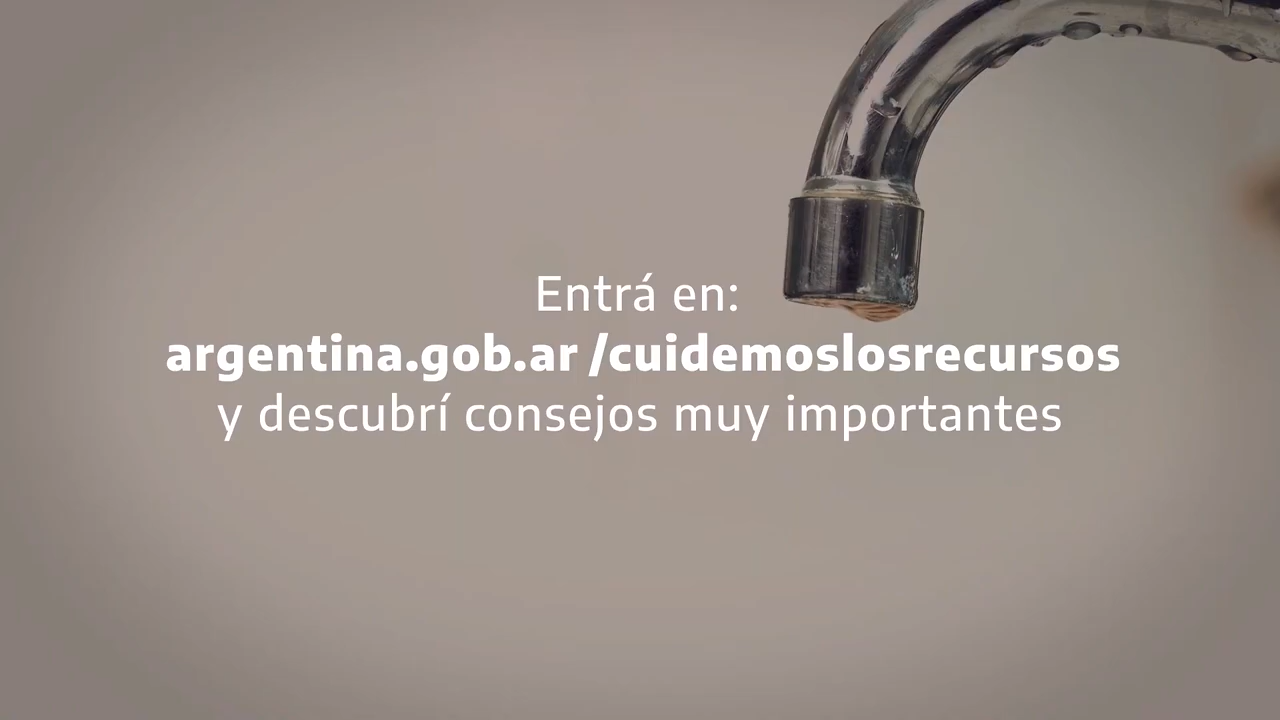 Entrá en:
argentina.gob.ar /cuidemoslosrecursos
y descubrí consejos muy importantes